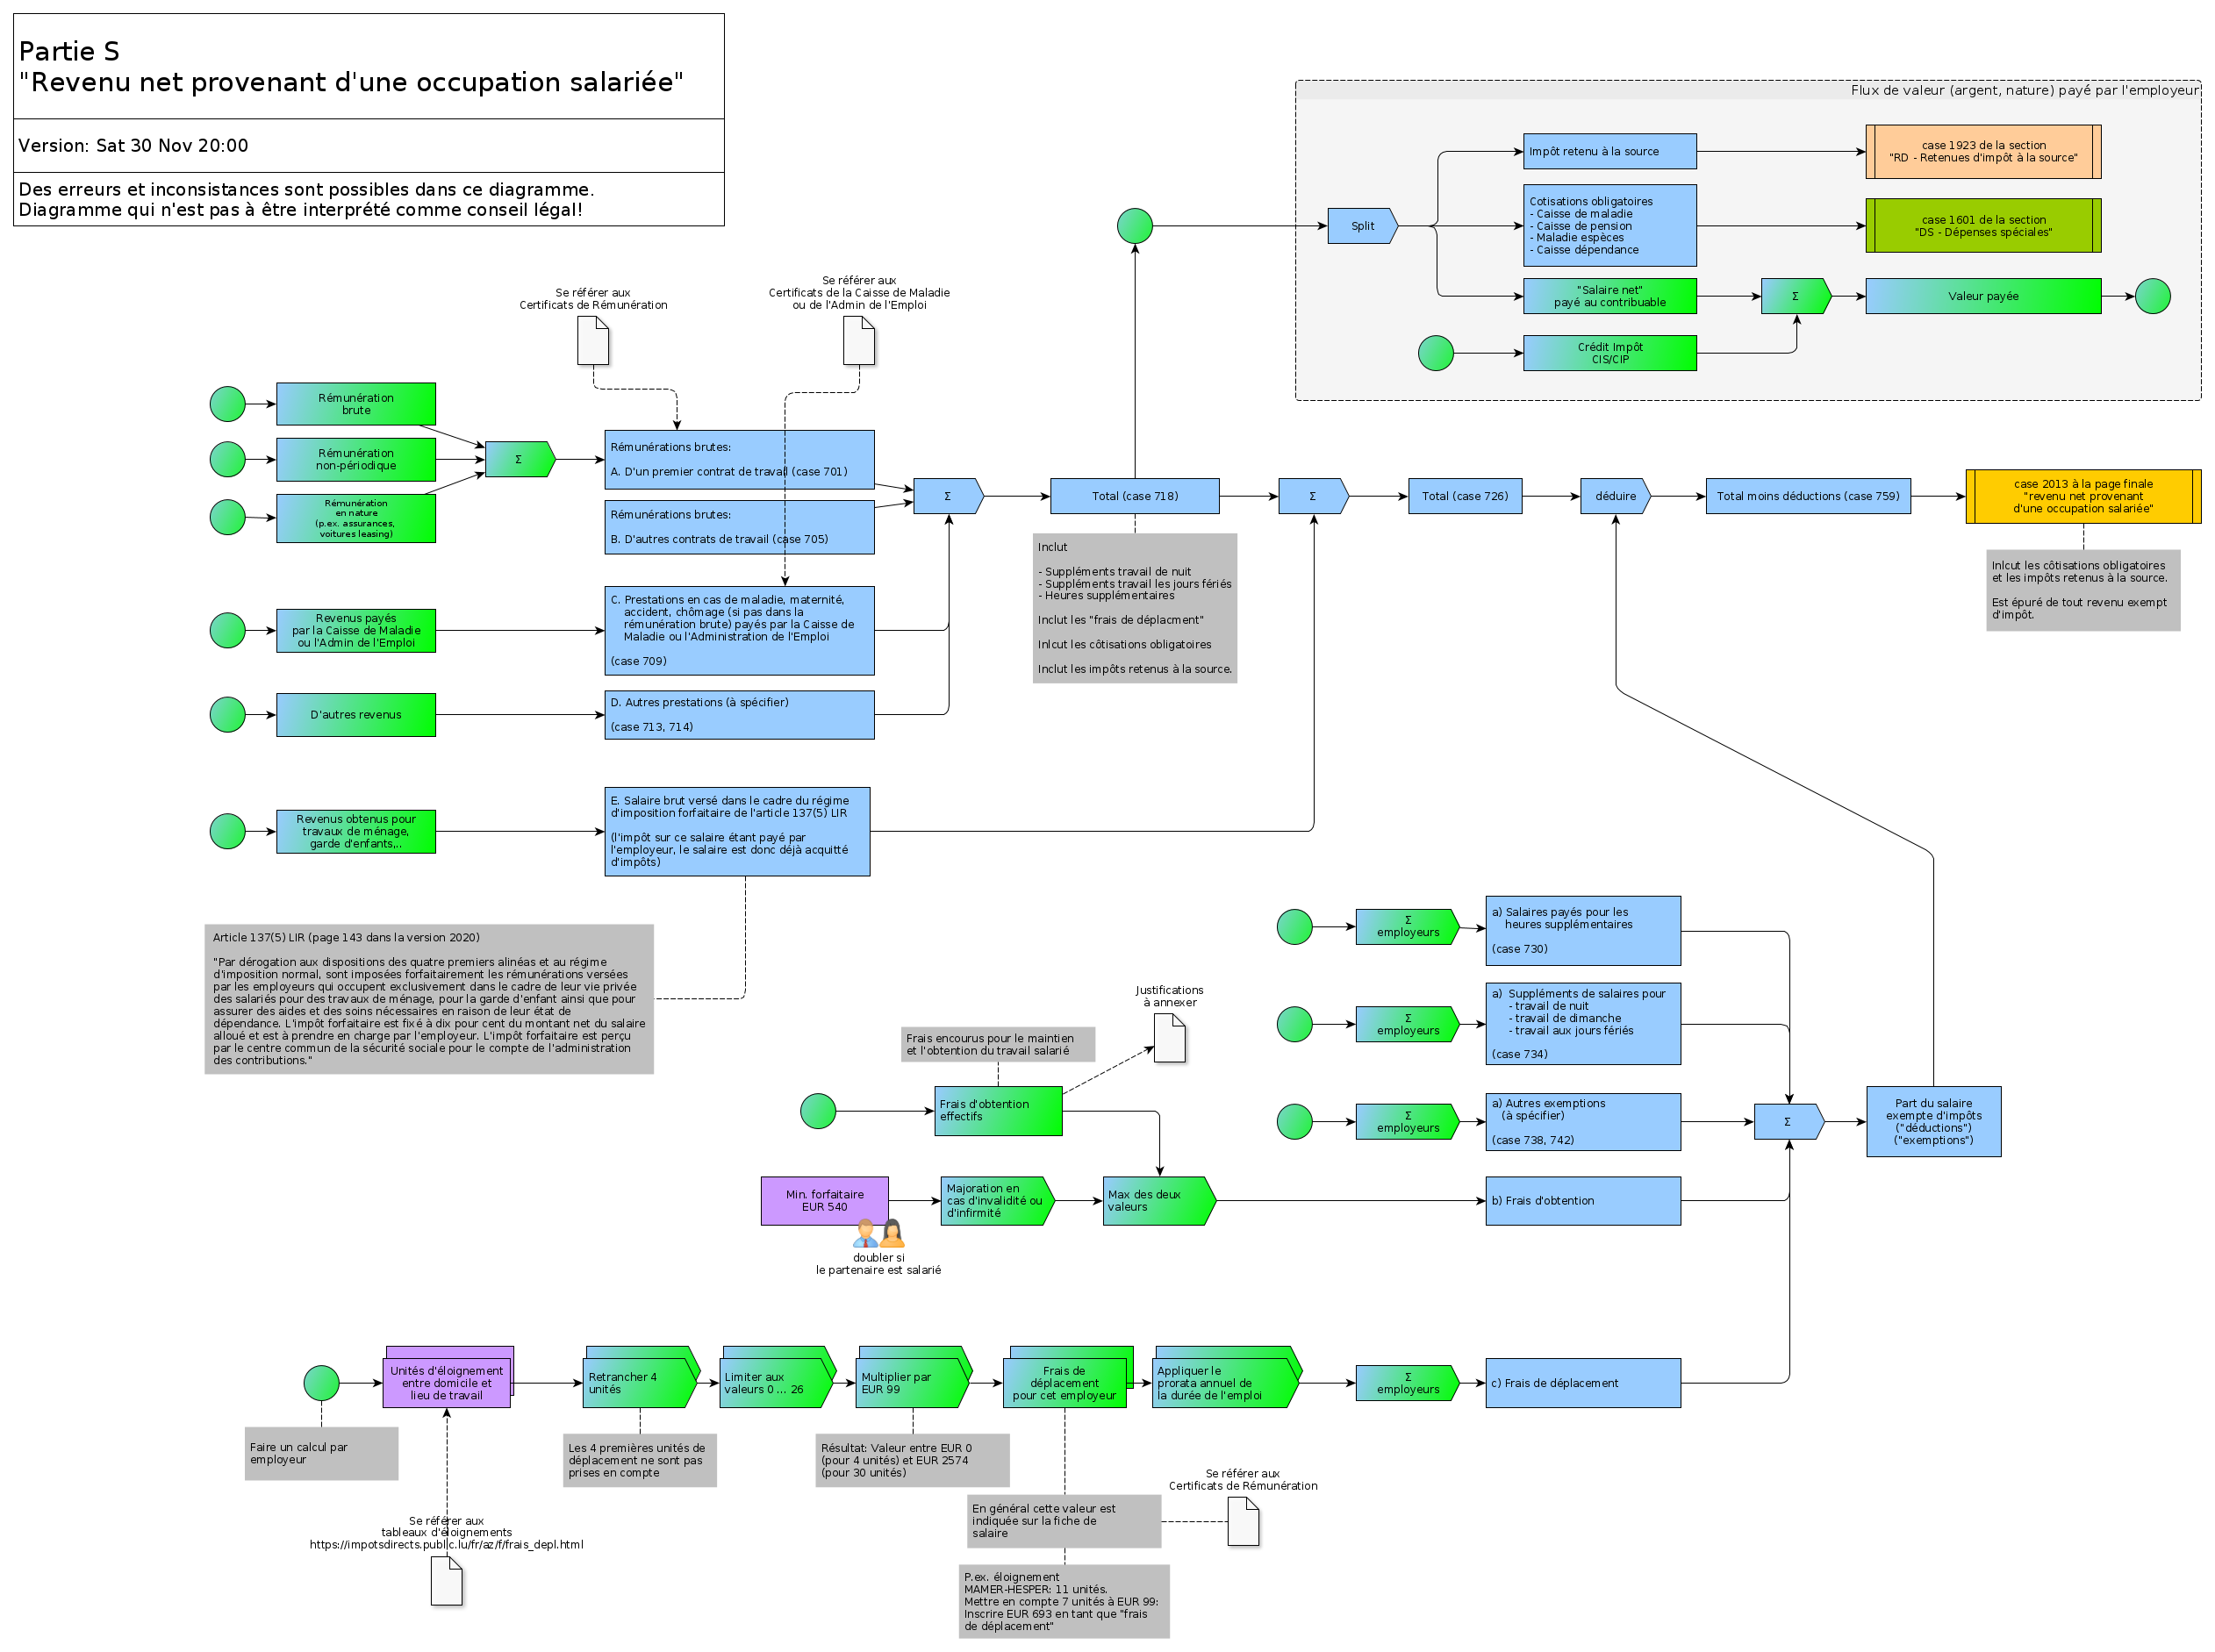 Partie S
"Revenu net provenant d'une occupation salariée"
Version: Sat 30 Nov 20:00
Des erreurs et inconsistances sont possibles dans ce diagramme.
Diagramme qui n'est pas à être interprété comme conseil légal!
Flux de valeur (argent, nature) payé par l'employeur
Split
Impôt retenu à la source
case 1923 de la section
"RD - Retenues d'impôt à la source"
Cotisations obligatoires
- Caisse de maladie
- Caisse de pension
- Maladie espèces
- Caisse dépendance
case 1601 de la section
"DS - Dépenses spéciales"
"Salaire net"
payé au contribuable
Σ
Valeur payée
Crédit Impôt
CIS/CIP
Se référer aux
Certificats de Rémunération
Se référer aux
Certificats de la Caisse de Maladie
ou de l'Admin de l'Emploi
Rémunération
brute
Rémunération
non-périodique
Rémunération
en nature
(p.ex. assurances,
voitures leasing)
Σ
Rémunérations brutes:
A. D'un premier contrat de travail (case 701)
Rémunérations brutes:
B. D'autres contrats de travail (case 705)
Σ
Total (case 718)
Σ
Total (case 726)
déduire
Total moins déductions (case 759)
case 2013 à la page finale
"revenu net provenant
d'une occupation salariée"
Inclut
- Suppléments travail de nuit
- Suppléments travail les jours fériés
- Heures supplémentaires
Inclut les "frais de déplacment"
Inlcut les côtisations obligatoires
Inclut les impôts retenus à la source.
Inlcut les côtisations obligatoires
et les impôts retenus à la source.
Est épuré de tout revenu exempt
d'impôt.
Revenus payés
par la Caisse de Maladie
ou l'Admin de l'Emploi
C. Prestations en cas de maladie, maternité,
accident, chômage (si pas dans la
rémunération brute) payés par la Caisse de
Maladie ou l'Administration de l'Emploi
(case 709)
D'autres revenus
D. Autres prestations (à spécifier)
(case 713, 714)
Revenus obtenus pour
travaux de ménage,
garde d'enfants,..
E. Salaire brut versé dans le cadre du régime
d'imposition forfaitaire de l'article 137(5) LIR
(l'impôt sur ce salaire étant payé par
l'employeur, le salaire est donc déjà acquitté
d'impôts)
Article 137(5) LIR (page 143 dans la version 2020)
"Par dérogation aux dispositions des quatre premiers alinéas et au régime
d'imposition normal, sont imposées forfaitairement les rémunérations versées
par les employeurs qui occupent exclusivement dans le cadre de leur vie privée
des salariés pour des travaux de ménage, pour la garde d'enfant ainsi que pour
assurer des aides et des soins nécessaires en raison de leur état de
dépendance. L'impôt forfaitaire est fixé à dix pour cent du montant net du salaire
alloué et est à prendre en charge par l'employeur. L'impôt forfaitaire est perçu
par le centre commun de la sécurité sociale pour le compte de l'administration
des contributions."
Σ
employeurs
a) Salaires payés pour les
heures supplémentaires
(case 730)
Σ
employeurs
a) Suppléments de salaires pour
- travail de nuit
- travail de dimanche
- travail aux jours fériés
(case 734)
Justifications
à annexer
Frais encourus pour le maintien
et l'obtention du travail salarié
Frais d'obtention
effectifs
Σ
employeurs
a) Autres exemptions
(à spécifier)
(case 738, 742)
Σ
Part du salaire
exempte d'impôts
("déductions")
("exemptions")
Min. forfaitaire
EUR 540
Majoration en
cas d'invalidité ou
d'infirmité
Max des deux
valeurs
b) Frais d'obtention
doubler si
le partenaire est salarié
Unités d'éloignement
entre domicile et
lieu de travail
Retrancher 4
unités
Limiter aux
valeurs 0 ... 26
Multiplier par
EUR 99
Frais de
déplacement
pour cet employeur
Appliquer le
prorata annuel de
la durée de l'emploi
Σ
employeurs
c) Frais de déplacement
Faire un calcul par
employeur
Les 4 premières unités de
déplacement ne sont pas
prises en compte
Résultat: Valeur entre EUR 0
(pour 4 unités) et EUR 2574
(pour 30 unités)
Se référer aux
Certificats de Rémunération
En général cette valeur est
indiquée sur la fiche de
salaire
Se référer aux
tableaux d'éloignements
https://impotsdirects.public.lu/fr/az/f/frais_depl.html
P.ex. éloignement
MAMER-HESPER: 11 unités.
Mettre en compte 7 unités à EUR 99:
Inscrire EUR 693 en tant que "frais
de déplacement"